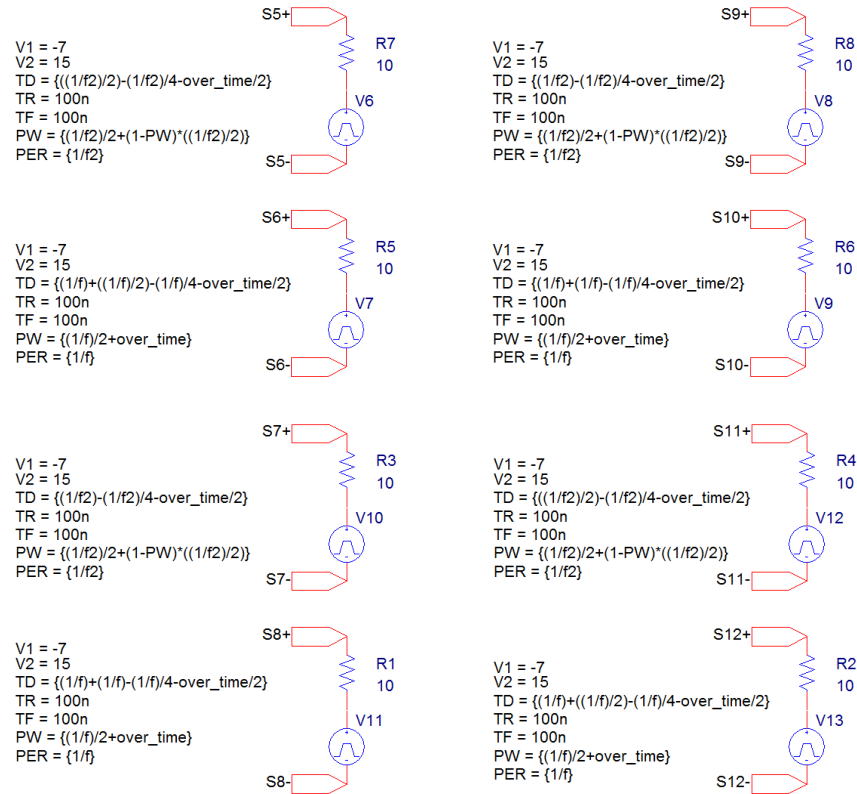 S5+
R7
10
V1 = -7
V2 = 15
TD = {((1/f2)/2)-(1/f2)/4-over_time/2}
TR = 100n
TF = 100n
PW = {(1/f2)/2+(1-PW)*((1/f2)/2)}
PER = {1/f2}
V6
S5-
S9+
R8
10
V1 = -7
V2 = 15
TD = {(1/f2)-(1/f2)/4-over_time/2}
TR = 100n
TF = 100n
PW = {(1/f2)/2+(1-PW)*((1/f2)/2)}
PER = {1/f2}
V8
S9-
S6+
R5
10
V1 = -7
V2 = 15
TD = {(1/f)+((1/f)/2)-(1/f)/4-over_time/2}
TR = 100n
TF = 100n
PW = {(1/f)/2+over_time}
PER = {1/f}
V7
S6-
S10+
R6
10
V1 = -7
V2 = 15
TD = {(1/f)+(1/f)-(1/f)/4-over_time/2}
TR = 100n
TF = 100n
PW = {(1/f)/2+over_time}
PER = {1/f}
V9
S10-
S7+
R3
10
V1 = -7
V2 = 15
TD = {(1/f2)-(1/f2)/4-over_time/2}
TR = 100n
TF = 100n
PW = {(1/f2)/2+(1-PW)*((1/f2)/2)}
PER = {1/f2}
V10
S7-
S11+
R4
10
V1 = -7
V2 = 15
TD = {((1/f2)/2)-(1/f2)/4-over_time/2}
TR = 100n
TF = 100n
PW = {(1/f2)/2+(1-PW)*((1/f2)/2)}
PER = {1/f2}
V12
S11-
S8+
R1
10
V1 = -7
V2 = 15
TD = {(1/f)+(1/f)-(1/f)/4-over_time/2}
TR = 100n
TF = 100n
PW = {(1/f)/2+over_time}
PER = {1/f}
V11
S8-
S12+
R2
10
V1 = -7
V2 = 15
TD = {(1/f)+((1/f)/2)-(1/f)/4-over_time/2}
TR = 100n
TF = 100n
PW = {(1/f)/2+over_time}
PER = {1/f}
V13
S12-